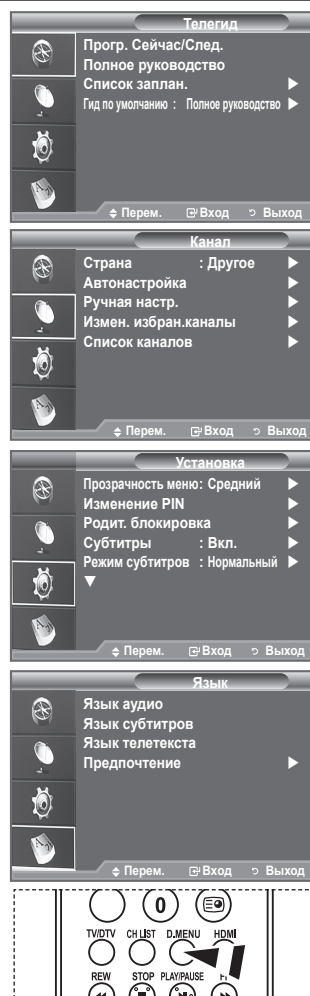 Телегид
Прогр. Сейчас/След.
Полное руководство
Список заплан.
Гид по умолчанию : Полное руководство
Перем. Вход Выход
Канал
Страна : Другое
Автонастройка
Ручная настр.
Измен. избран.каналы
Список каналов
Перем. Вход Выход
Установка
Прозрачность меню: Средний
Изменение PIN
Родит. блокировка
Субтитры : Вкл.
Режим субтитров : Нормальный
▼
Перем. Вход Выход
Язык
Язык аудио
Язык субтитров
Язык телетекста
Предпочтение
Перем. Вход Выход
0
TV/DTV CH LIST D.MENU HDMI
REW STOP PLAY/PAUSE